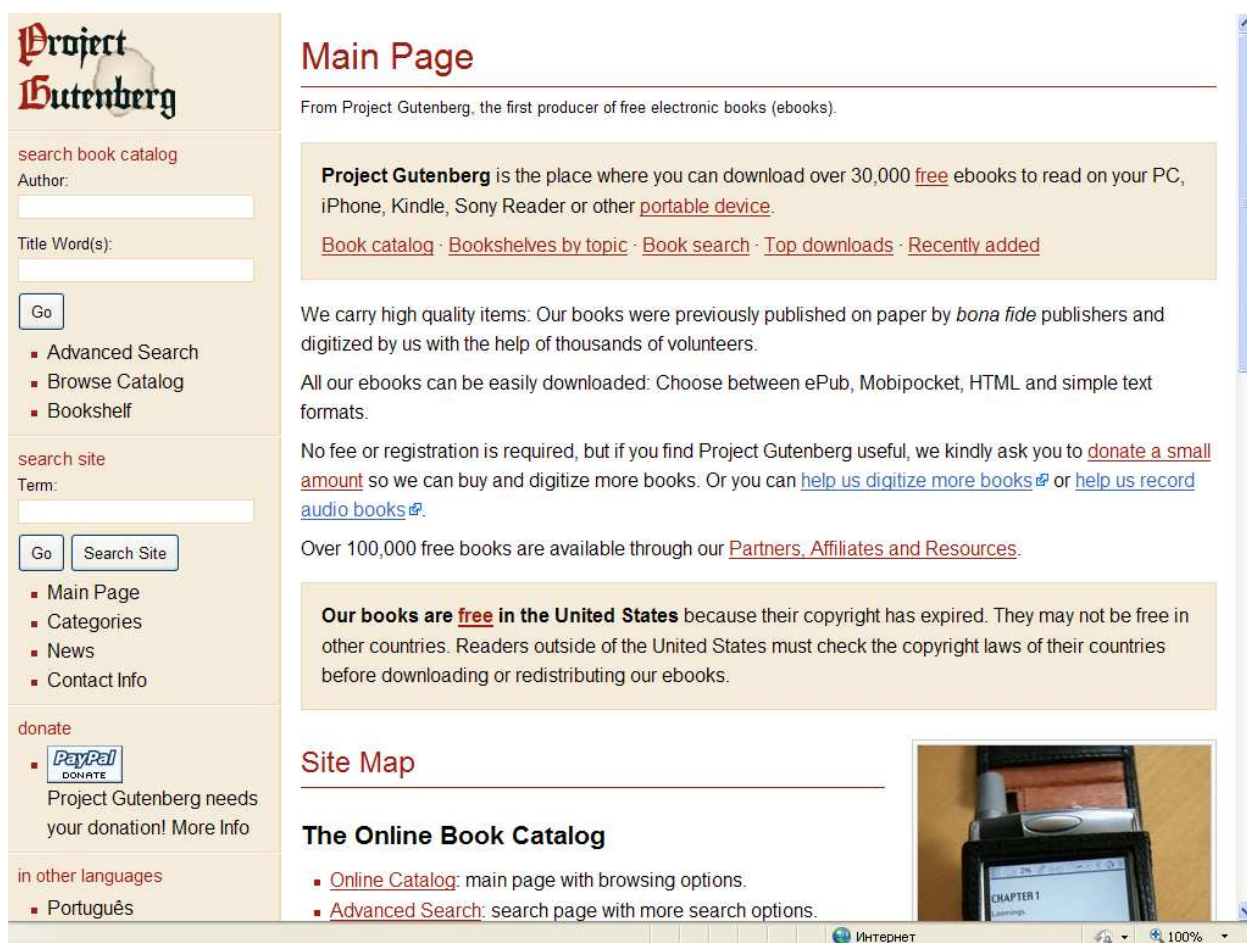 Project
Gutenberg
search book catalog
Author:
Title Word(s):
Go
Advanced Search
Browse Catalog
Bookshelf
search site
Term:
Go Search Site
Main Page
Categories
News
Contact Info
donate
PayPal
DONATE
Project Gutenberg needs
your donation! More Info
in other languages
Português
Main Page
From Project Gutenberg, the first producer of free electronic books (ebooks).
Project Gutenberg is the place where you can download over 30,000 free ebooks to read on your PC,
iPhone, Kindle, Sony Reader or other portable device.
Book catalog · Bookshelves by topic · Book search · Top downloads · Recently added
We carry high quality items: Our books were previously published on paper by bona fide publishers and
digitized by us with the help of thousands of volunteers.
All our ebooks can be easily downloaded: Choose between ePub, Mobipocket, HTML and simple text
formats.
No fee or registration is required, but if you find Project Gutenberg useful, we kindly ask you to donate a small
amount so we can buy and digitize more books. Or you can help us digitize more books or help us record
audio books.
Over 100,000 free books are available through our Partners, Affiliates and Resources.
Our books are free in the United States because their copyright has expired. They may not be free in
other countries. Readers outside of the United States must check the copyright laws of their countries
before downloading or redistributing our ebooks.
Site Map
The Online Book Catalog
Online Catalog: main page with browsing options.
Advanced Search: search page with more search options.
2%
CHAPTER 1
Loomings
Интернет
100%